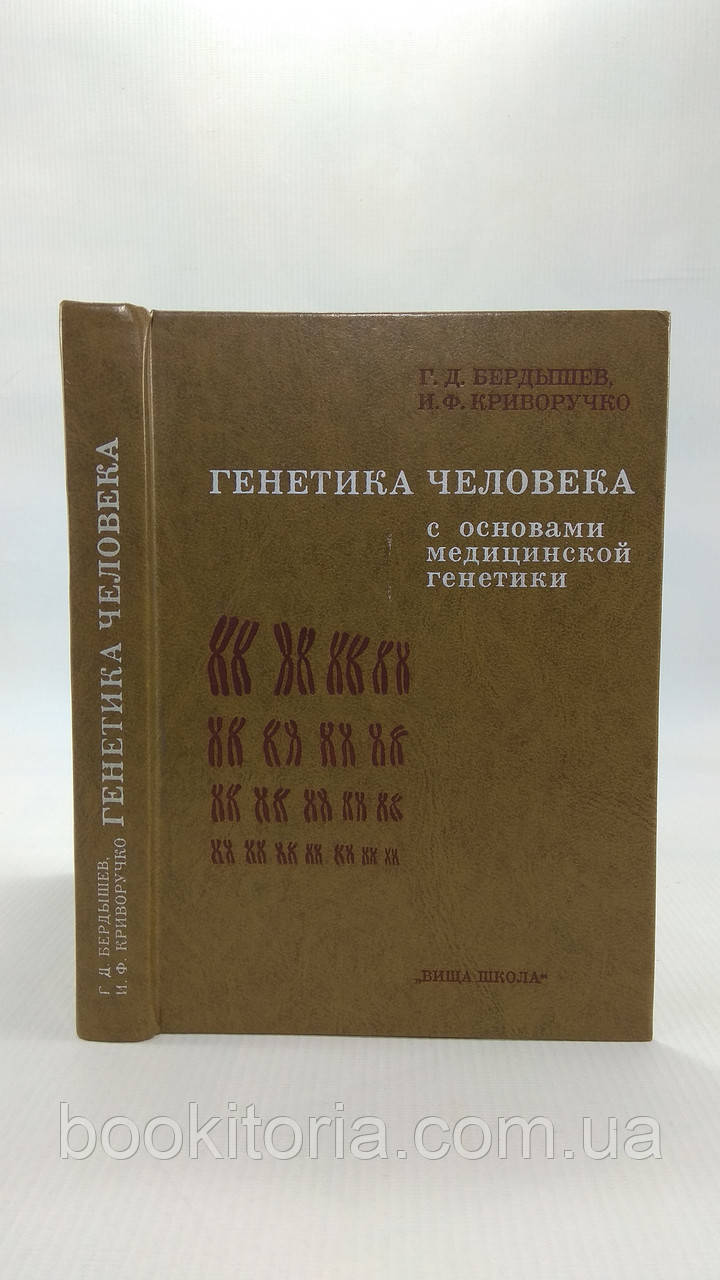 Г. Д. БЕРДЫШЕВ,
И. Ф. КРИВОРУЧКО
ГЕНЕТИКА ЧЕЛОВЕКА
с основами
медицинской
генетики
„ВИЩА ШКОЛА“
Г. Д. БЕРДЫШЕВ,
И. Ф. КРИВОРУЧКО
ГЕНЕТИКА ЧЕЛОВЕКА
bookitoria.com.ua